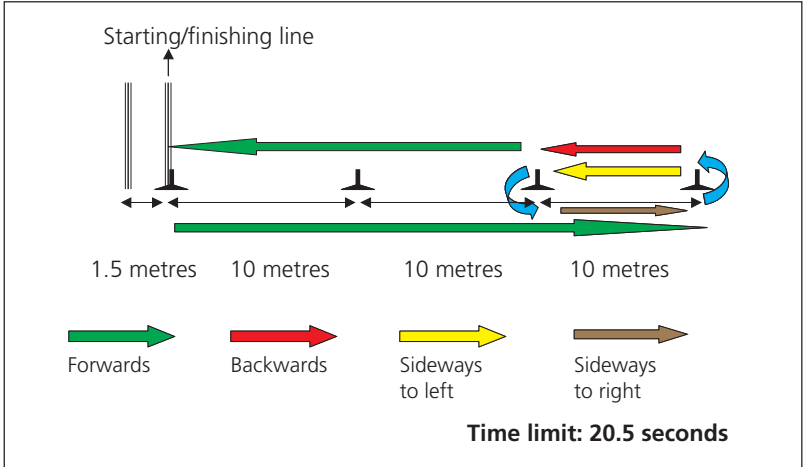 Starting/finishing line
1.5 metres 10 metres 10 metres 10 metres
Forwards Backwards Sideways to left Sideways to right
Time limit: 20.5 seconds